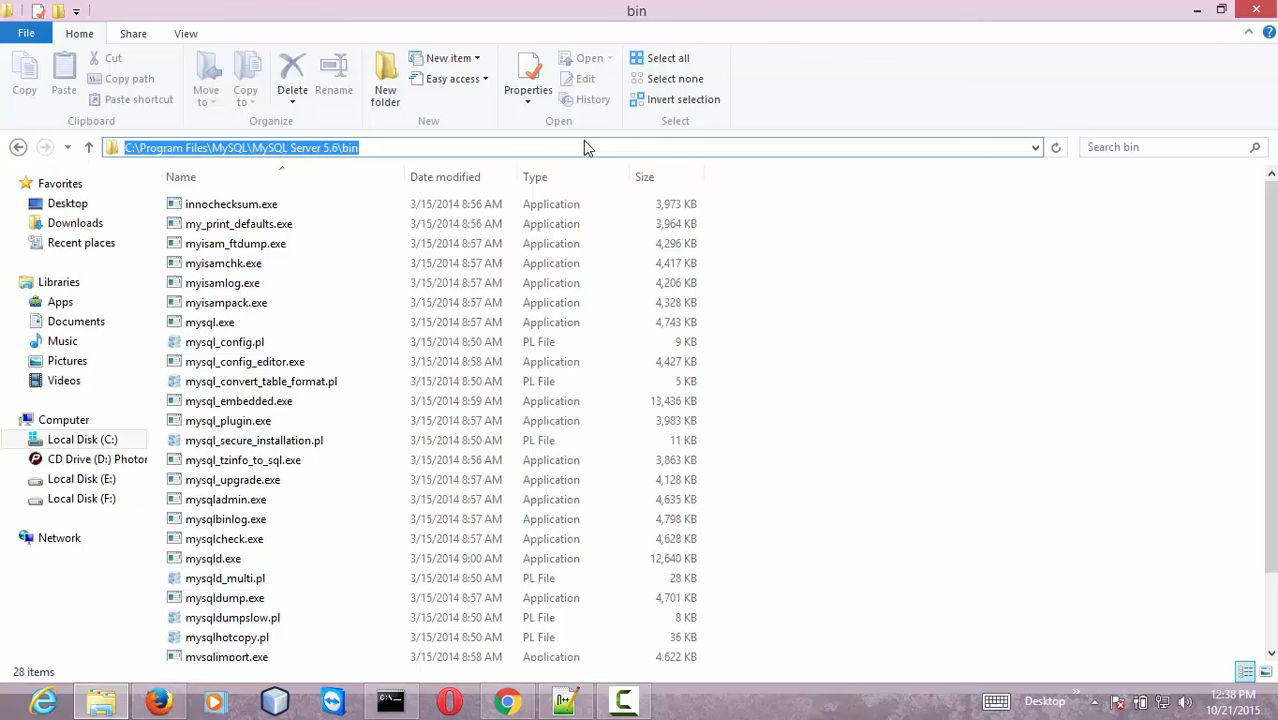 bin
File Home Share View
Copy
Paste
Cut
Copy path
Paste shortcut
Clipboard
Move to
Copy to
Delete
Rename
Organize
New folder
New item
Easy access
New
Properties
Open
Edit
History
Open
Select all
Select none
Invert selection
Select
C:\Program Files\MySQL\MySQL Server 5.6\bin
Search bin
Favorites
Desktop
Downloads
Recent places
Libraries
Apps
Documents
Music
Pictures
Videos
Computer
Local Disk (C:)
CD Drive (D:) Photor
Local Disk (E:)
Local Disk (F:)
Network
Name Date modified Type Size
innochecksum.exe 3/15/2014 8:56 AM Application 3,973 KB
my_print_defaults.exe 3/15/2014 8:56 AM Application 3,964 KB
myisam_ftdump.exe 3/15/2014 8:57 AM Application 4,296 KB
myisamchk.exe 3/15/2014 8:57 AM Application 4,417 KB
myisamlog.exe 3/15/2014 8:57 AM Application 4,206 KB
myisampack.exe 3/15/2014 8:57 AM Application 4,328 KB
mysql.exe 3/15/2014 8:57 AM Application 4,743 KB
mysql_config.pl 3/15/2014 8:50 AM PL File 9 KB
mysql_config_editor.exe 3/15/2014 8:58 AM Application 4,427 KB
mysql_convert_table_format.pl 3/15/2014 8:50 AM PL File 5 KB
mysql_embedded.exe 3/15/2014 8:59 AM Application 13,436 KB
mysql_plugin.exe 3/15/2014 8:57 AM Application 3,983 KB
mysql_secure_installation.pl 3/15/2014 8:50 AM PL File 11 KB
mysql_tzinfo_to_sql.exe 3/15/2014 8:56 AM Application 3,863 KB
mysql_upgrade.exe 3/15/2014 8:57 AM Application 4,128 KB
mysqladmin.exe 3/15/2014 8:57 AM Application 4,635 KB
mysqlbinlog.exe 3/15/2014 8:57 AM Application 4,798 KB
mysqlcheck.exe 3/15/2014 8:57 AM Application 4,628 KB
mysqld.exe 3/15/2014 9:00 AM Application 12,640 KB
mysqld_multi.pl 3/15/2014 8:50 AM PL File 28 KB
mysqldump.exe 3/15/2014 8:57 AM Application 4,701 KB
mysqldumpslow.pl 3/15/2014 8:50 AM PL File 8 KB
mysqlhotcopy.pl 3/15/2014 8:50 AM PL File 36 KB
mysqlimport.exe 3/15/2014 8:58 AM Application 4,622 KB
28 items
Desktop
12:38 PM
10/21/2015